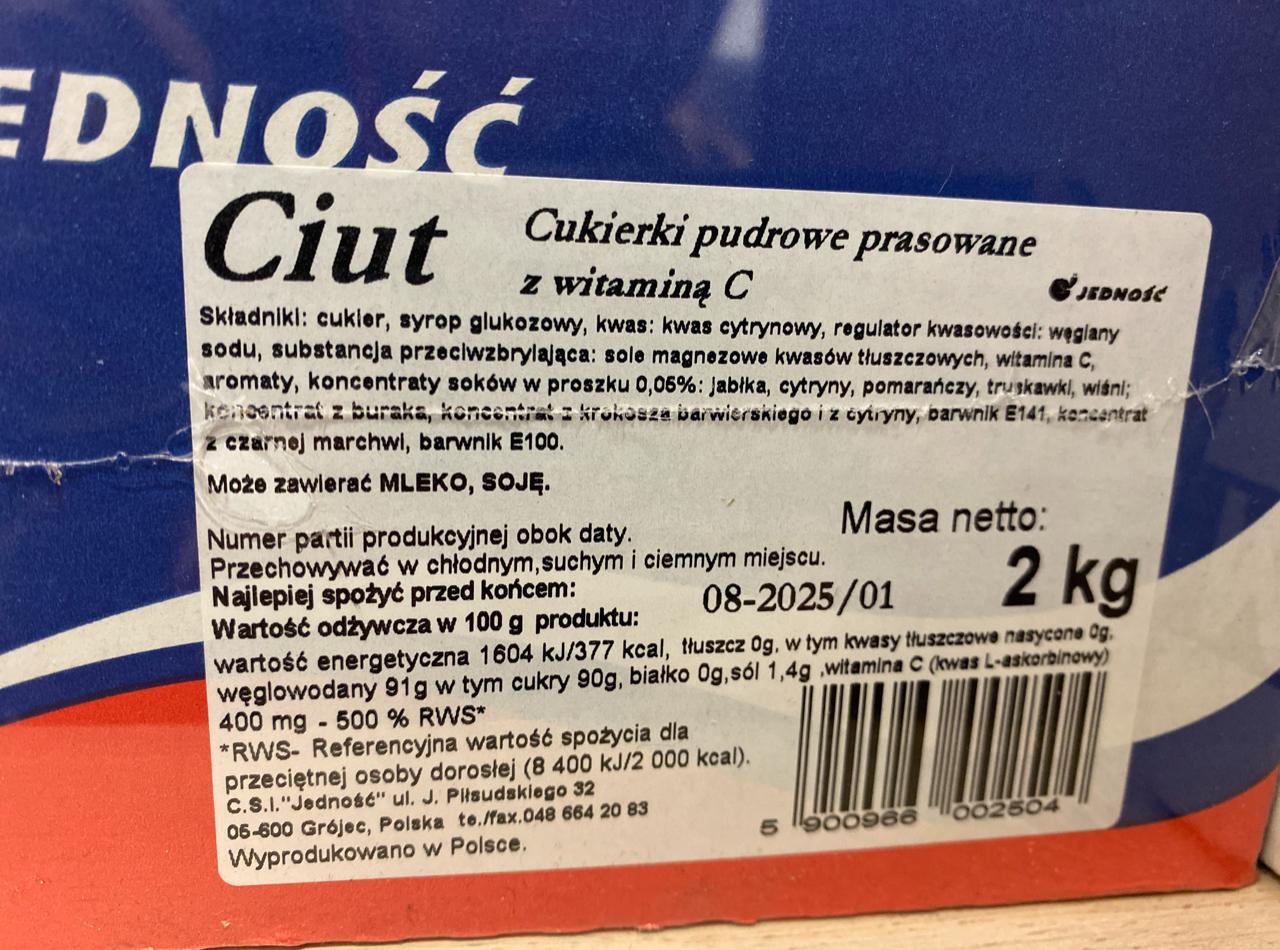 EDNOŚĆ
Ciut
Cukierki pudrowe prasowane
z witaminą C
JEDNOŚĆ
Składniki: cukier, syrop glukozowy, kwas: kwas cytrynowy, regulator kwasowości: węglany
sodu, substancja przeciwzbrylająca: sole magnezowe kwasów tłuszczowych, witamina C,
aromaty, koncentraty soków w proszku 0,05%: jabłka, cytryny, pomarańczy, truskawki, wiśni;
koncentrat z buraka, koncentrat z krokosza barwierskiego i z cytryny, barwnik E141, koncentrat
z czarnej marchwi, barwnik E100.
Może zawierać MLEKO, SOJĘ.
Numer partii produkcyjnej obok daty.
Przechowywać w chłodnym,suchym i ciemnym miejscu.
Najlepiej spożyć przed końcem: 08-2025/01
Masa netto:
2 kg
Wartość odżywcza w 100 g produktu:
wartość energetyczna 1604 kJ/377 kcal, tłuszcz 0g, w tym kwasy tłuszczowe nasycone 0g,
węglowodany 91g w tym cukry 90g, białko 0g,sól 1,4g ,witamina C (kwas L-askorbinowy)
400 mg - 500 % RWS*
*RWS- Referencyjna wartość spożycia dla
przeciętnej osoby dorosłej (8 400 kJ/2 000 kcal).
C.S.I."Jedność" ul. J. Piłsudskiego 32
05-600 Grójec, Polska te./fax.048 664 20 83
Wyprodukowano w Polsce.
5 900966 002504